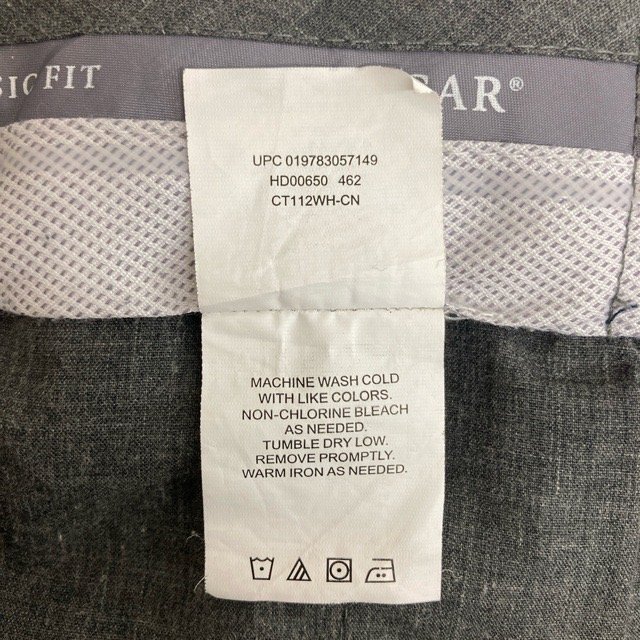 FIT
EAR®
UPC 019783057149
HD00650 462
CT112WH-CN
MACHINE WASH COLD
WITH LIKE COLORS.
NON-CHLORINE BLEACH
AS NEEDED.
TUMBLE DRY LOW.
REMOVE PROMPTLY.
WARM IRON AS NEEDED.